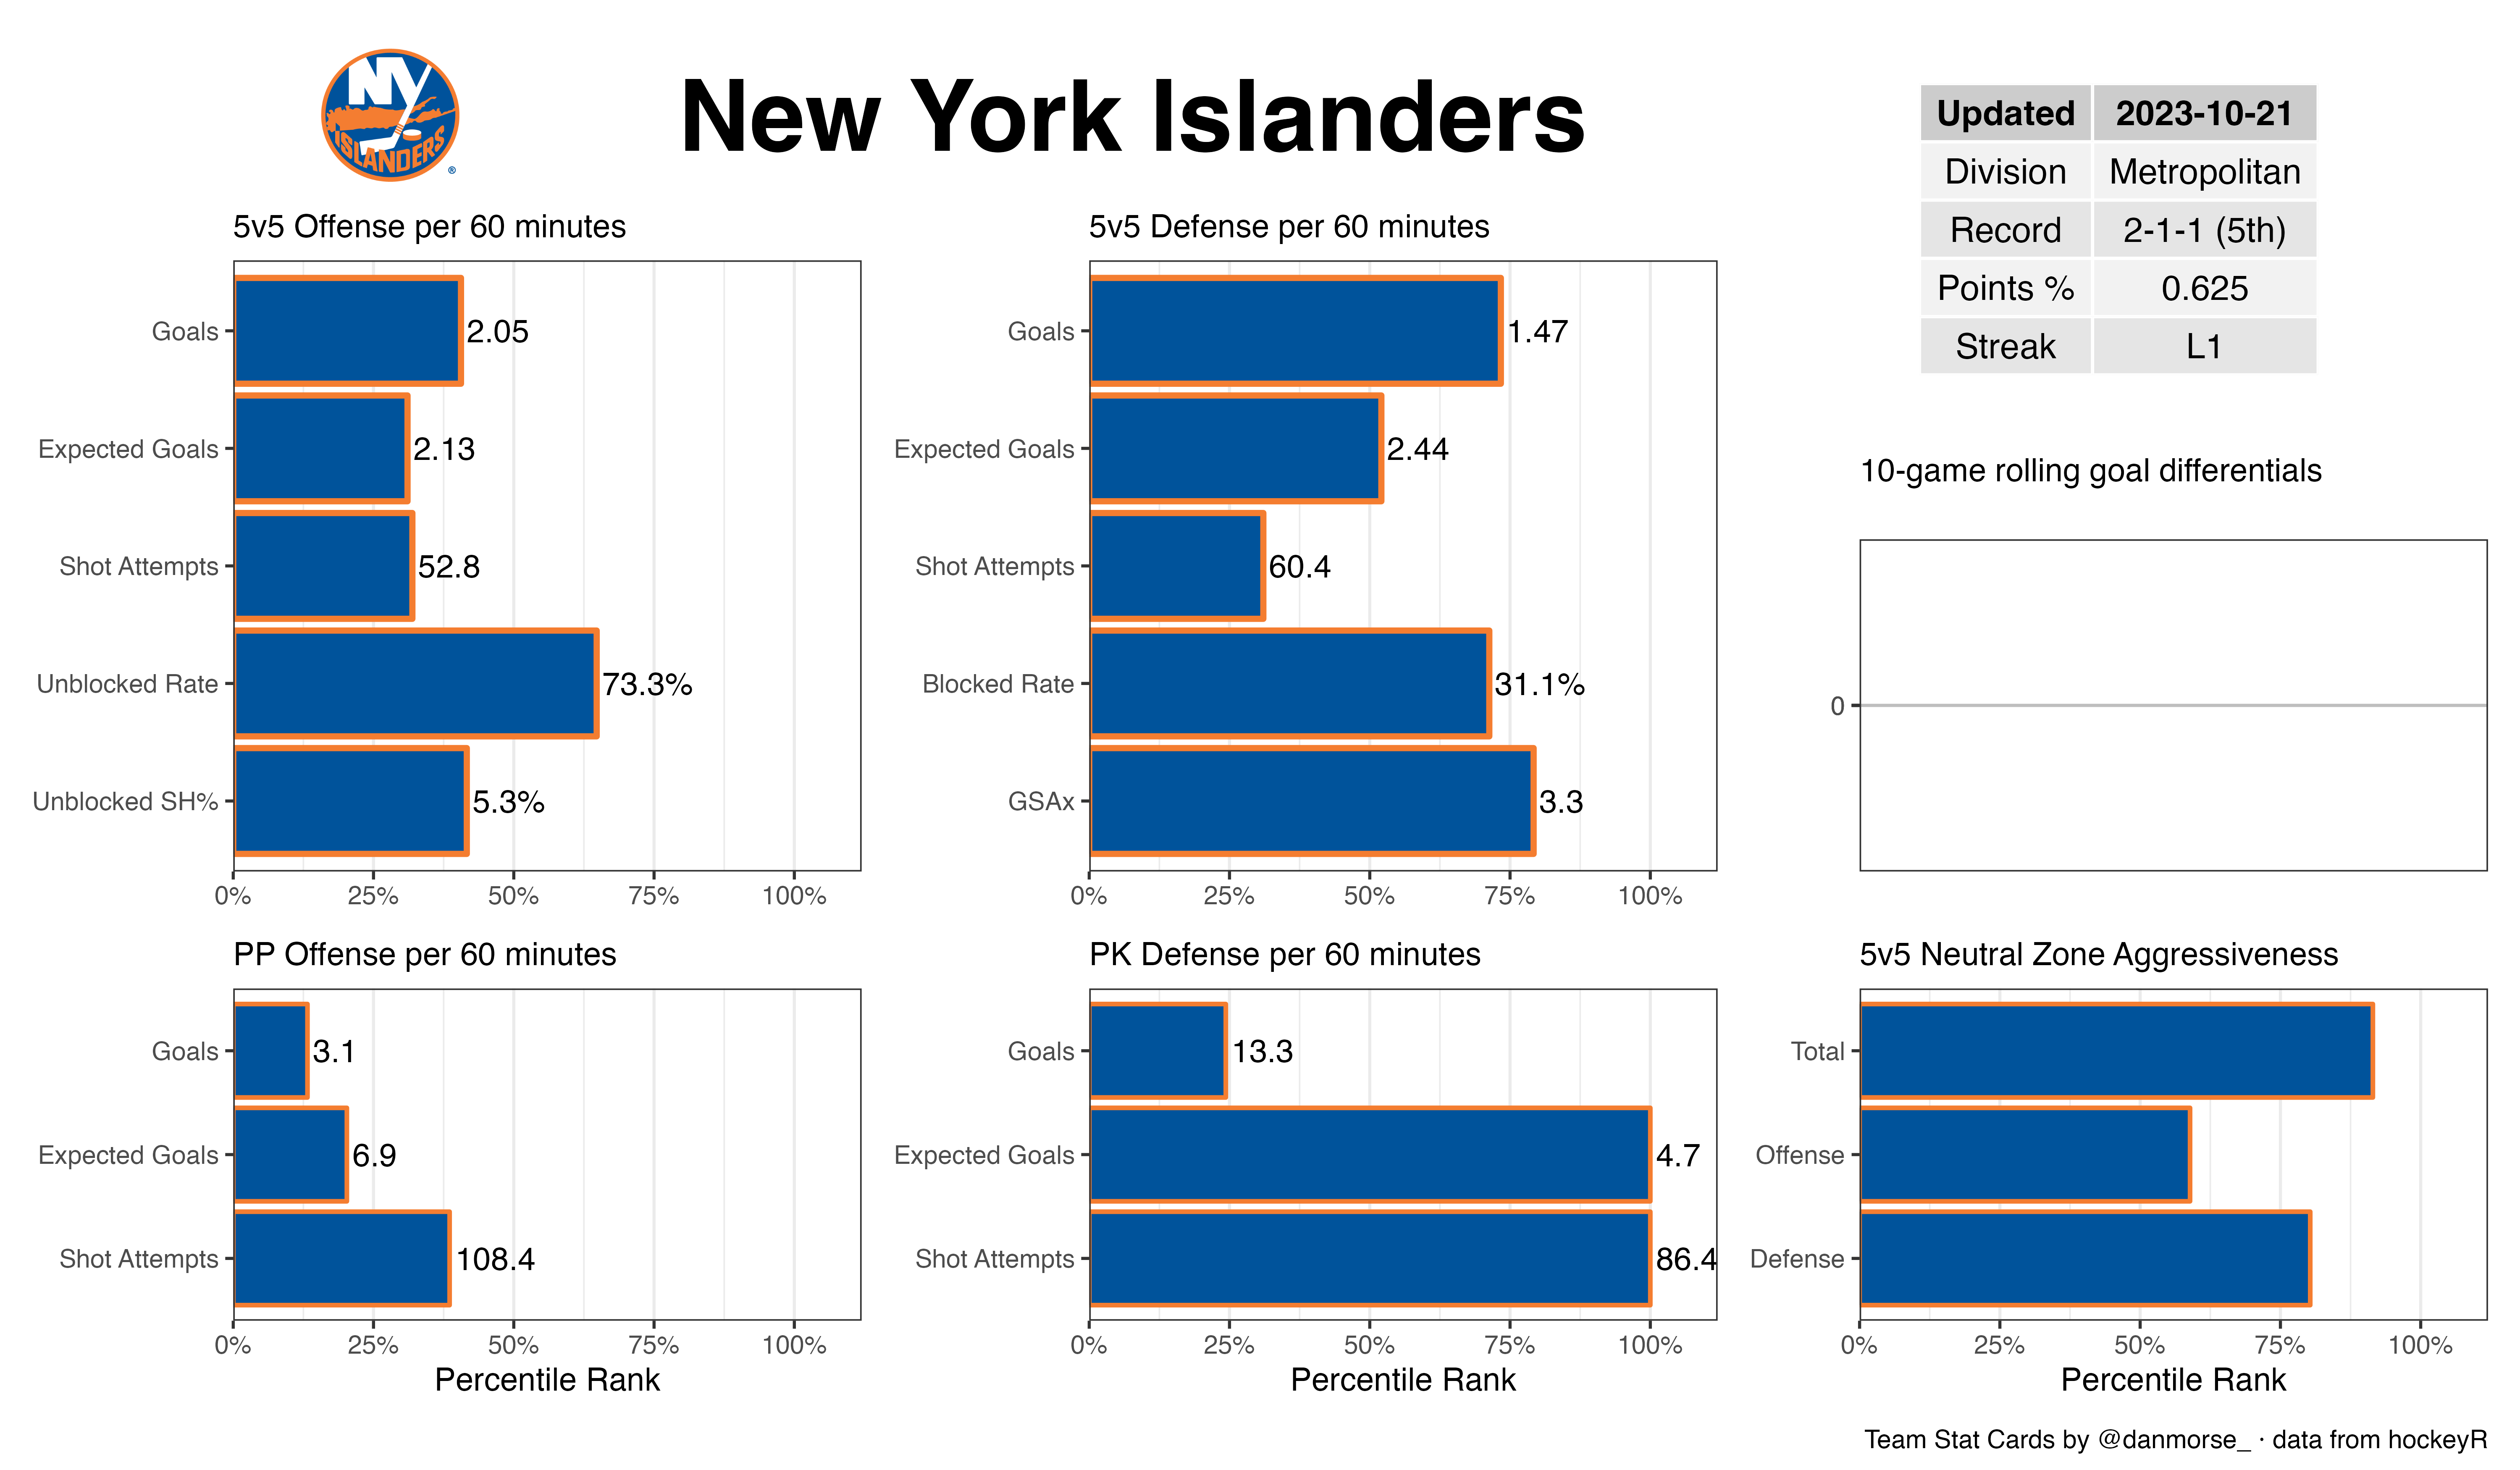 NY
ISLANDERS
®
New York Islanders
Updated 2023-10-21
Division Metropolitan
Record 2-1-1 (5th)
Points % 0.625
Streak L1
5v5 Offense per 60 minutes
Goals 2.05
Expected Goals 2.13
Shot Attempts 52.8
Unblocked Rate 73.3%
Unblocked SH% 5.3%
0% 25% 50% 75% 100%
5v5 Defense per 60 minutes
Goals 1.47
Expected Goals 2.44
Shot Attempts 60.4
Blocked Rate 31.1%
GSAx 3.3
0% 25% 50% 75% 100%
10-game rolling goal differentials
0
PP Offense per 60 minutes
Goals 3.1
Expected Goals 6.9
Shot Attempts 108.4
0% 25% 50% 75% 100%
Percentile Rank
PK Defense per 60 minutes
Goals 13.3
Expected Goals 4.7
Shot Attempts 86.4
0% 25% 50% 75% 100%
Percentile Rank
5v5 Neutral Zone Aggressiveness
Total
Offense
Defense
0% 25% 50% 75% 100%
Percentile Rank
Team Stat Cards by @danmorse_ · data from hockeyR